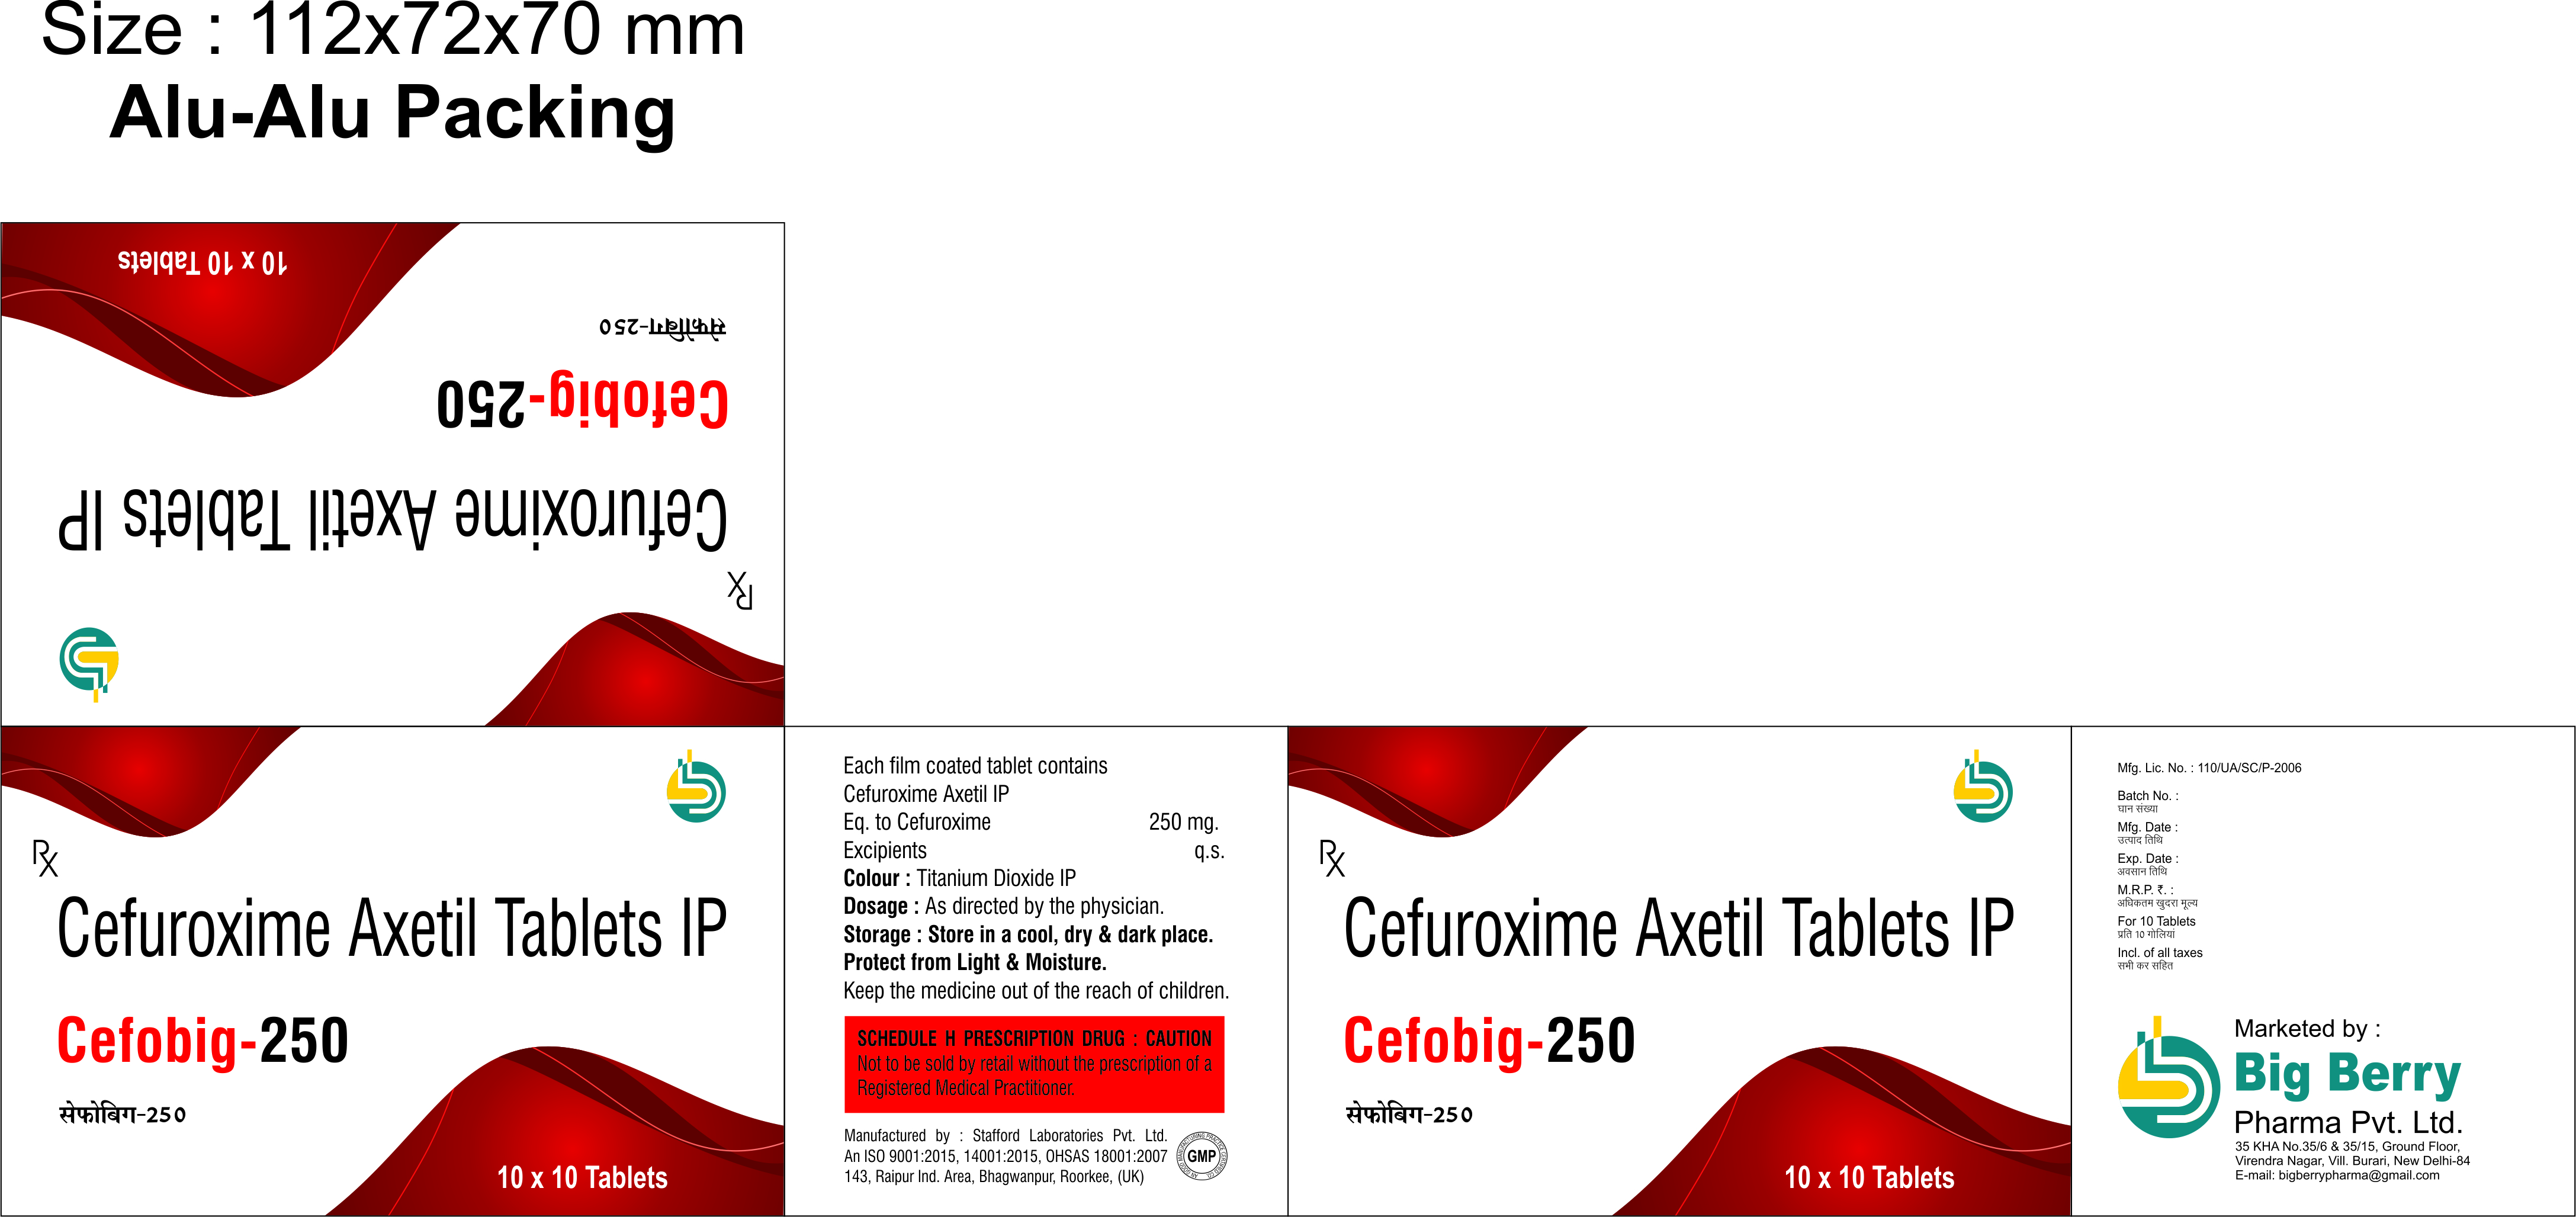 Size : 112x72x70 mm
Alu-Alu Packing
10 x 10 Tablets
सेफोबिग-250
Cefobig-250
Cefuroxime Axetil Tablets IP
Rx
Rx
Cefuroxime Axetil Tablets IP
Cefobig-250
सेफोबिग-250
10 x 10 Tablets
Each film coated tablet contains
Cefuroxime Axetil IP
Eq. to Cefuroxime 250 mg.
Excipients q.s.
Colour : Titanium Dioxide IP
Dosage : As directed by the physician.
Storage : Store in a cool, dry & dark place.
Protect from Light & Moisture.
Keep the medicine out of the reach of children.
SCHEDULE H PRESCRIPTION DRUG : CAUTION
Not to be sold by retail without the prescription of a
Registered Medical Practitioner.
Manufactured by : Stafford Laboratories Pvt. Ltd.
An ISO 9001:2015, 14001:2015, OHSAS 18001:2007
143, Raipur Ind. Area, Bhagwanpur, Roorkee, (UK)
GMP
Rx
Cefuroxime Axetil Tablets IP
Cefobig-250
सेफोबिग-250
10 x 10 Tablets
Mfg. Lic. No. : 110/UA/SC/P-2006
Batch No. :
घान संख्या
Mfg. Date :
उत्पाद तिथि
Exp. Date :
अवसान तिथि
M.R.P. ₹. :
अधिकतम खुदरा मूल्य
For 10 Tablets
प्रति 10 गोलियां
Incl. of all taxes
सभी कर सहित
Marketed by :
Big Berry
Pharma Pvt. Ltd.
35 KHA No.35/6 & 35/15, Ground Floor,
Virendra Nagar, Vill. Burari, New Delhi-84
E-mail: bigberrypharma@gmail.com